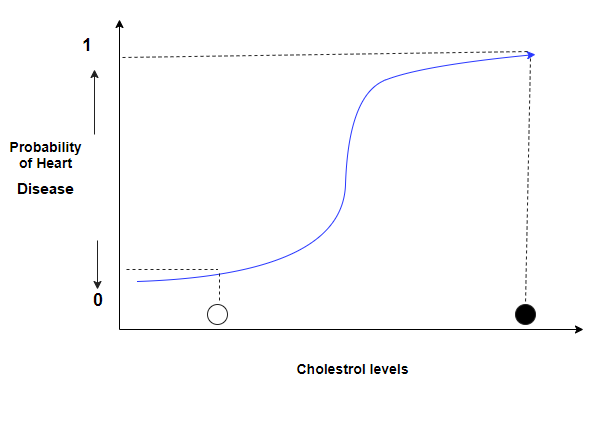 1
Probability
of Heart
Disease
0
Cholestrol levels